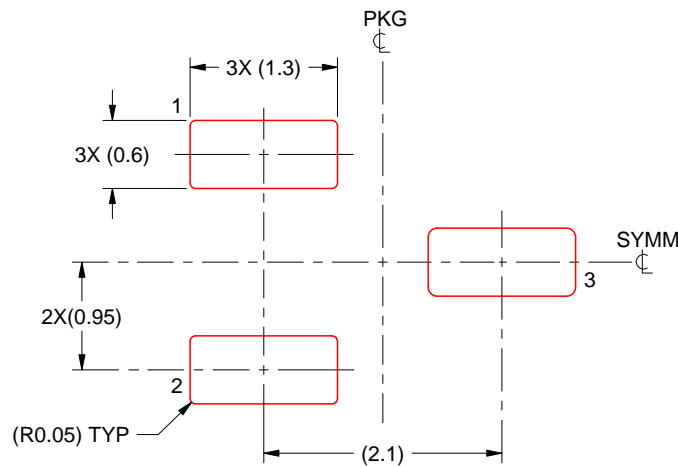 PKG
℄
3X (1.3)
1
3X (0.6)
SYMM
℄
3
2X(0.95)
2
(R0.05) TYP
(2.1)